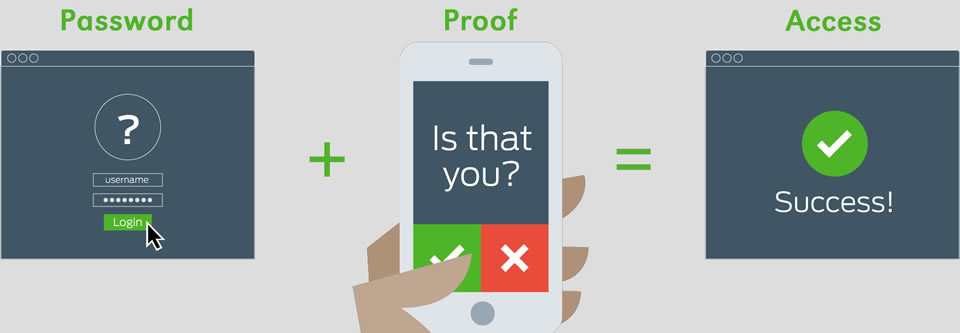 Password
Proof
Access
?
username
••••••••
Login
+
Is that
you?
=
Success!